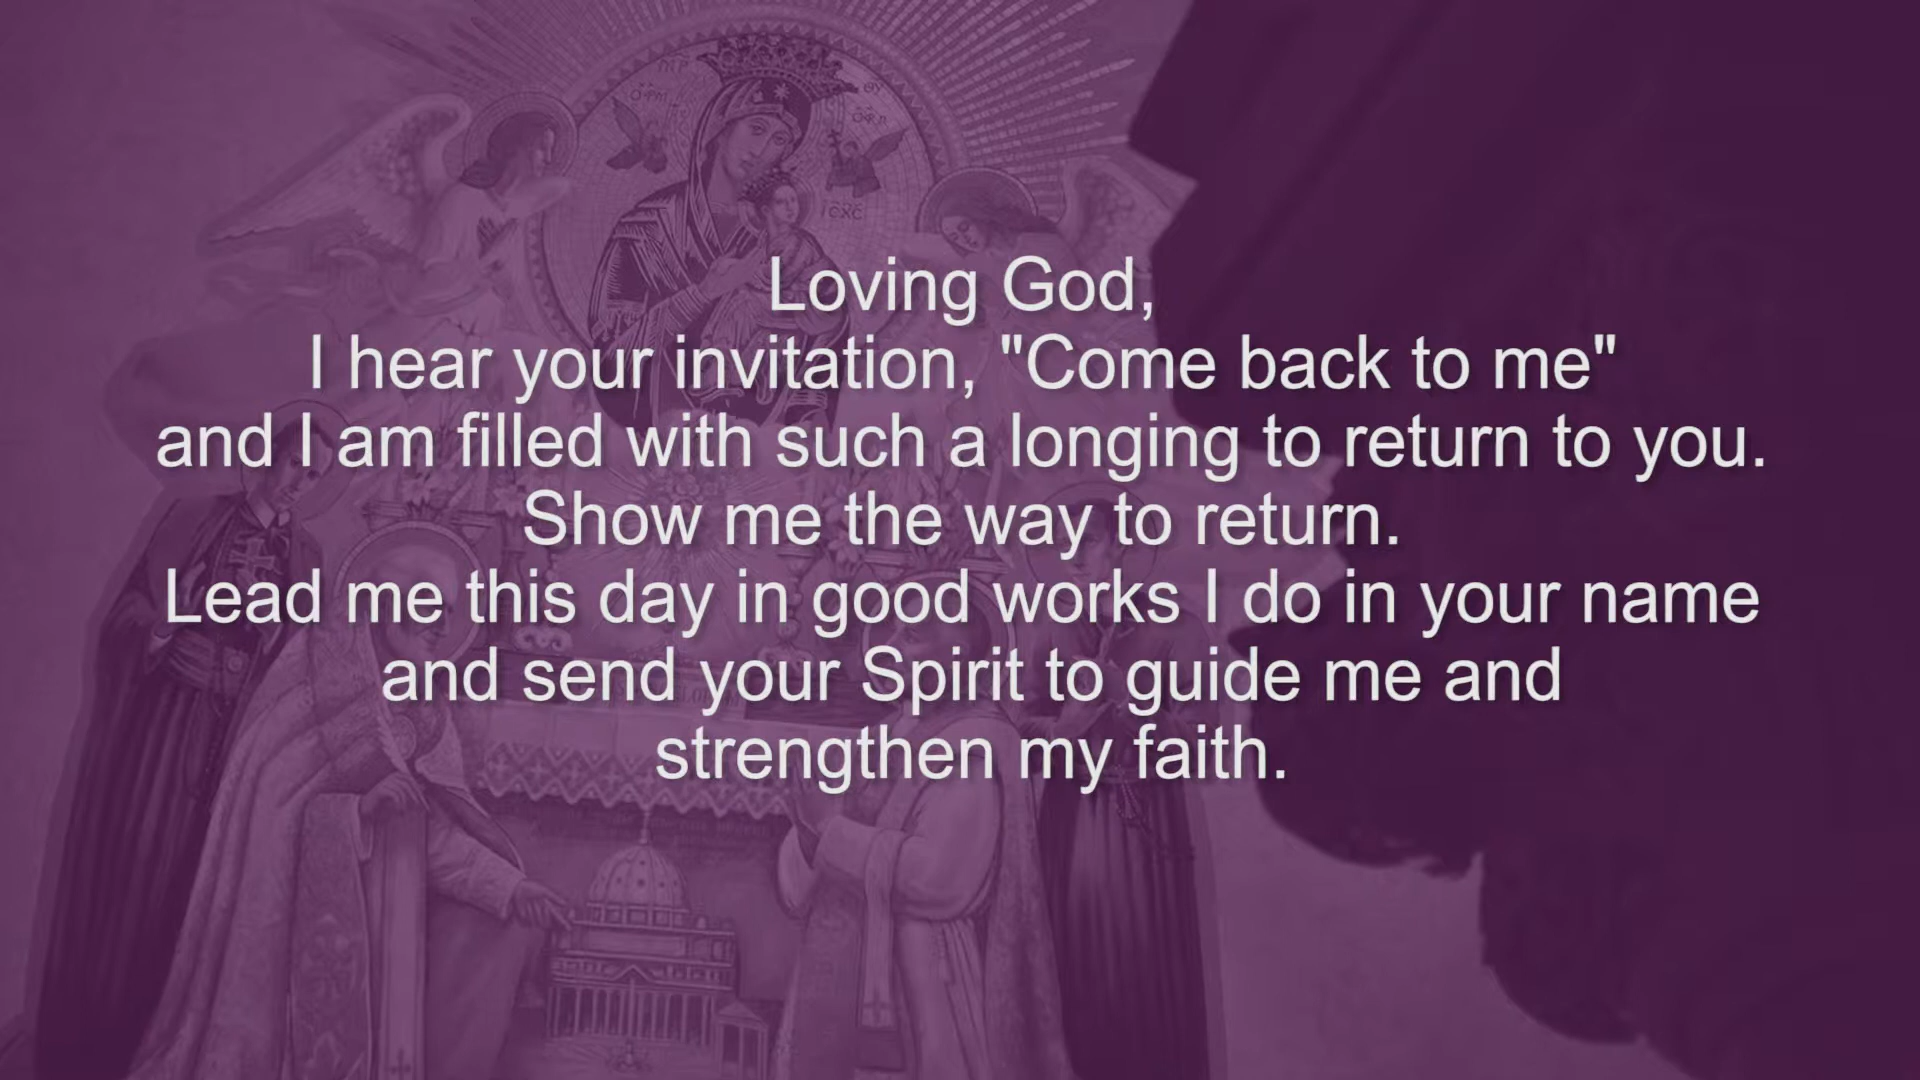 Loving God,
I hear your invitation, "Come back to me"
and I am filled with such a longing to return to you.
Show me the way to return.
Lead me this day in good works I do in your name
and send your Spirit to guide me and
strengthen my faith.